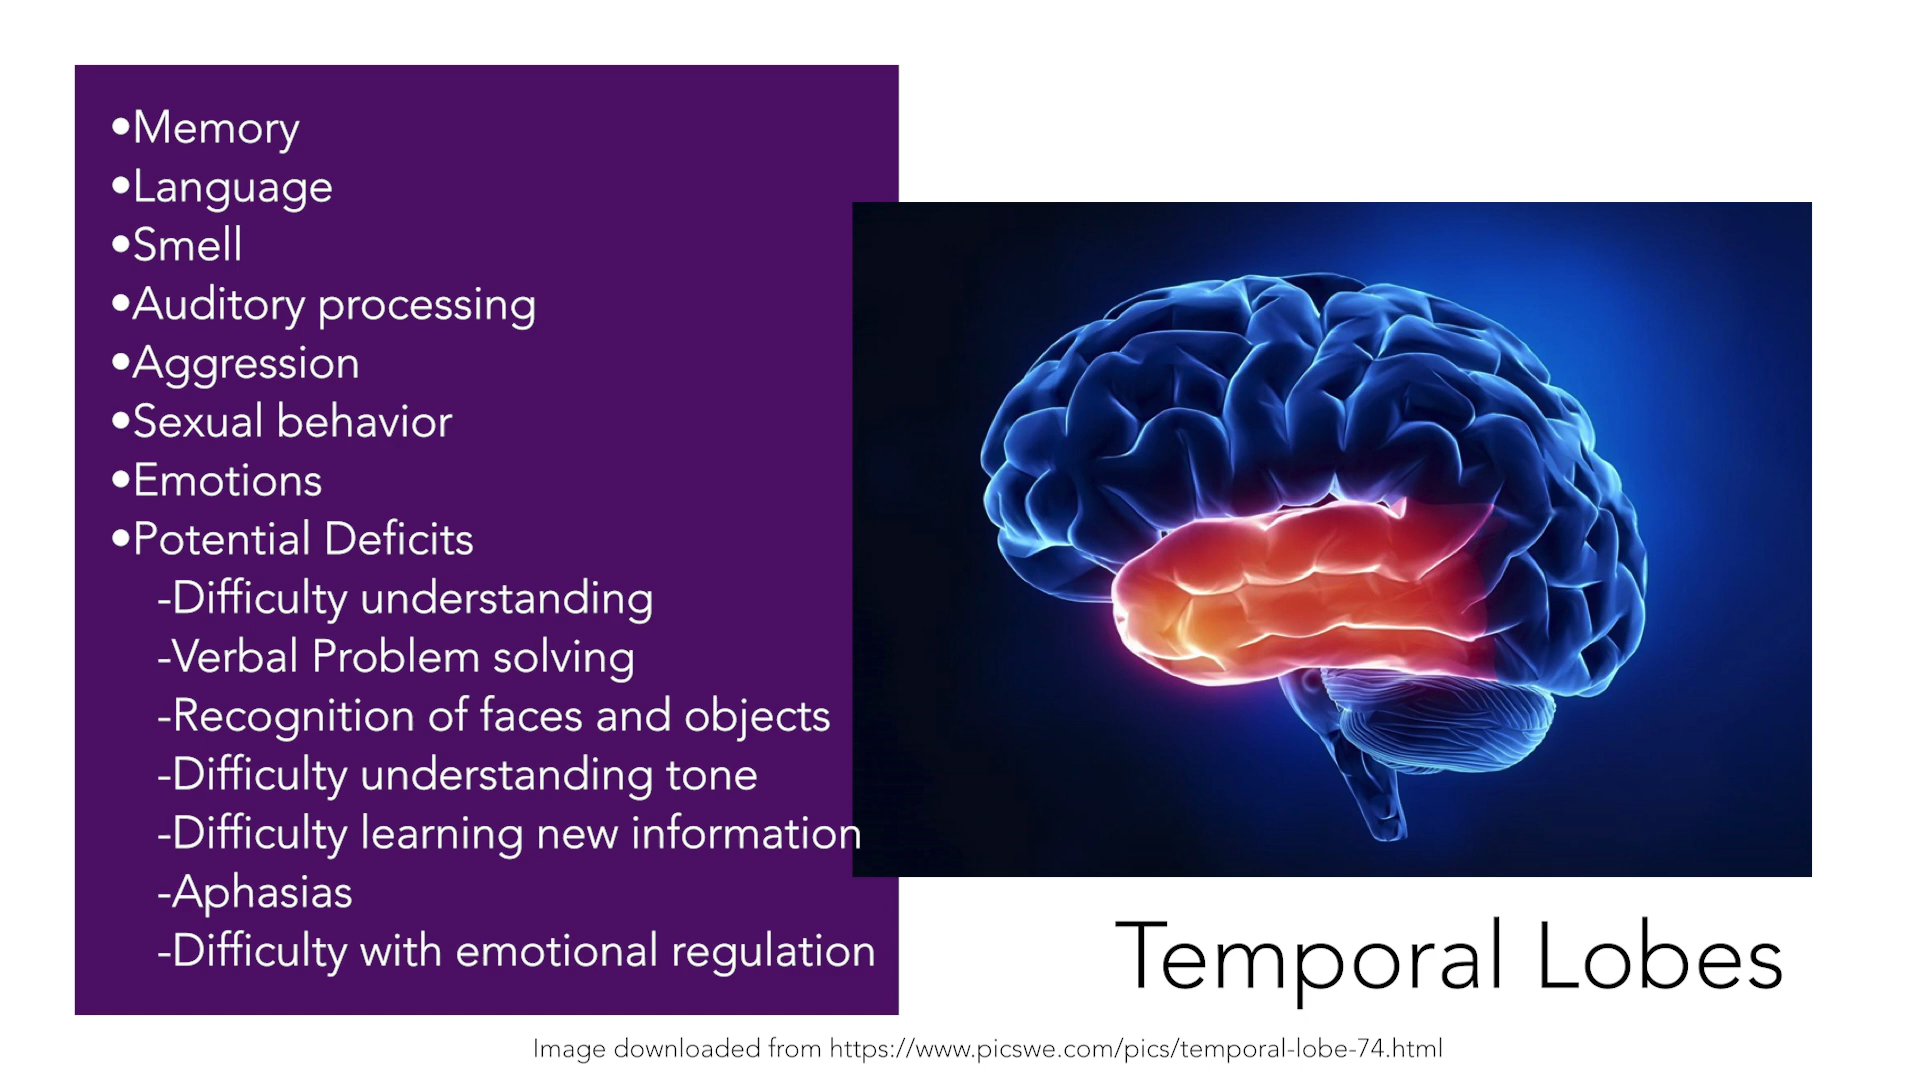 •Memory
•Language
•Smell
•Auditory processing
•Aggression
•Sexual behavior
•Emotions
•Potential Deficits
-Difficulty understanding
-Verbal Problem solving
-Recognition of faces and objects
-Difficulty understanding tone
-Difficulty learning new information
-Aphasias
-Difficulty with emotional regulation
Temporal Lobes
Image downloaded from https://www.picswe.com/pics/temporal-lobe-74.html